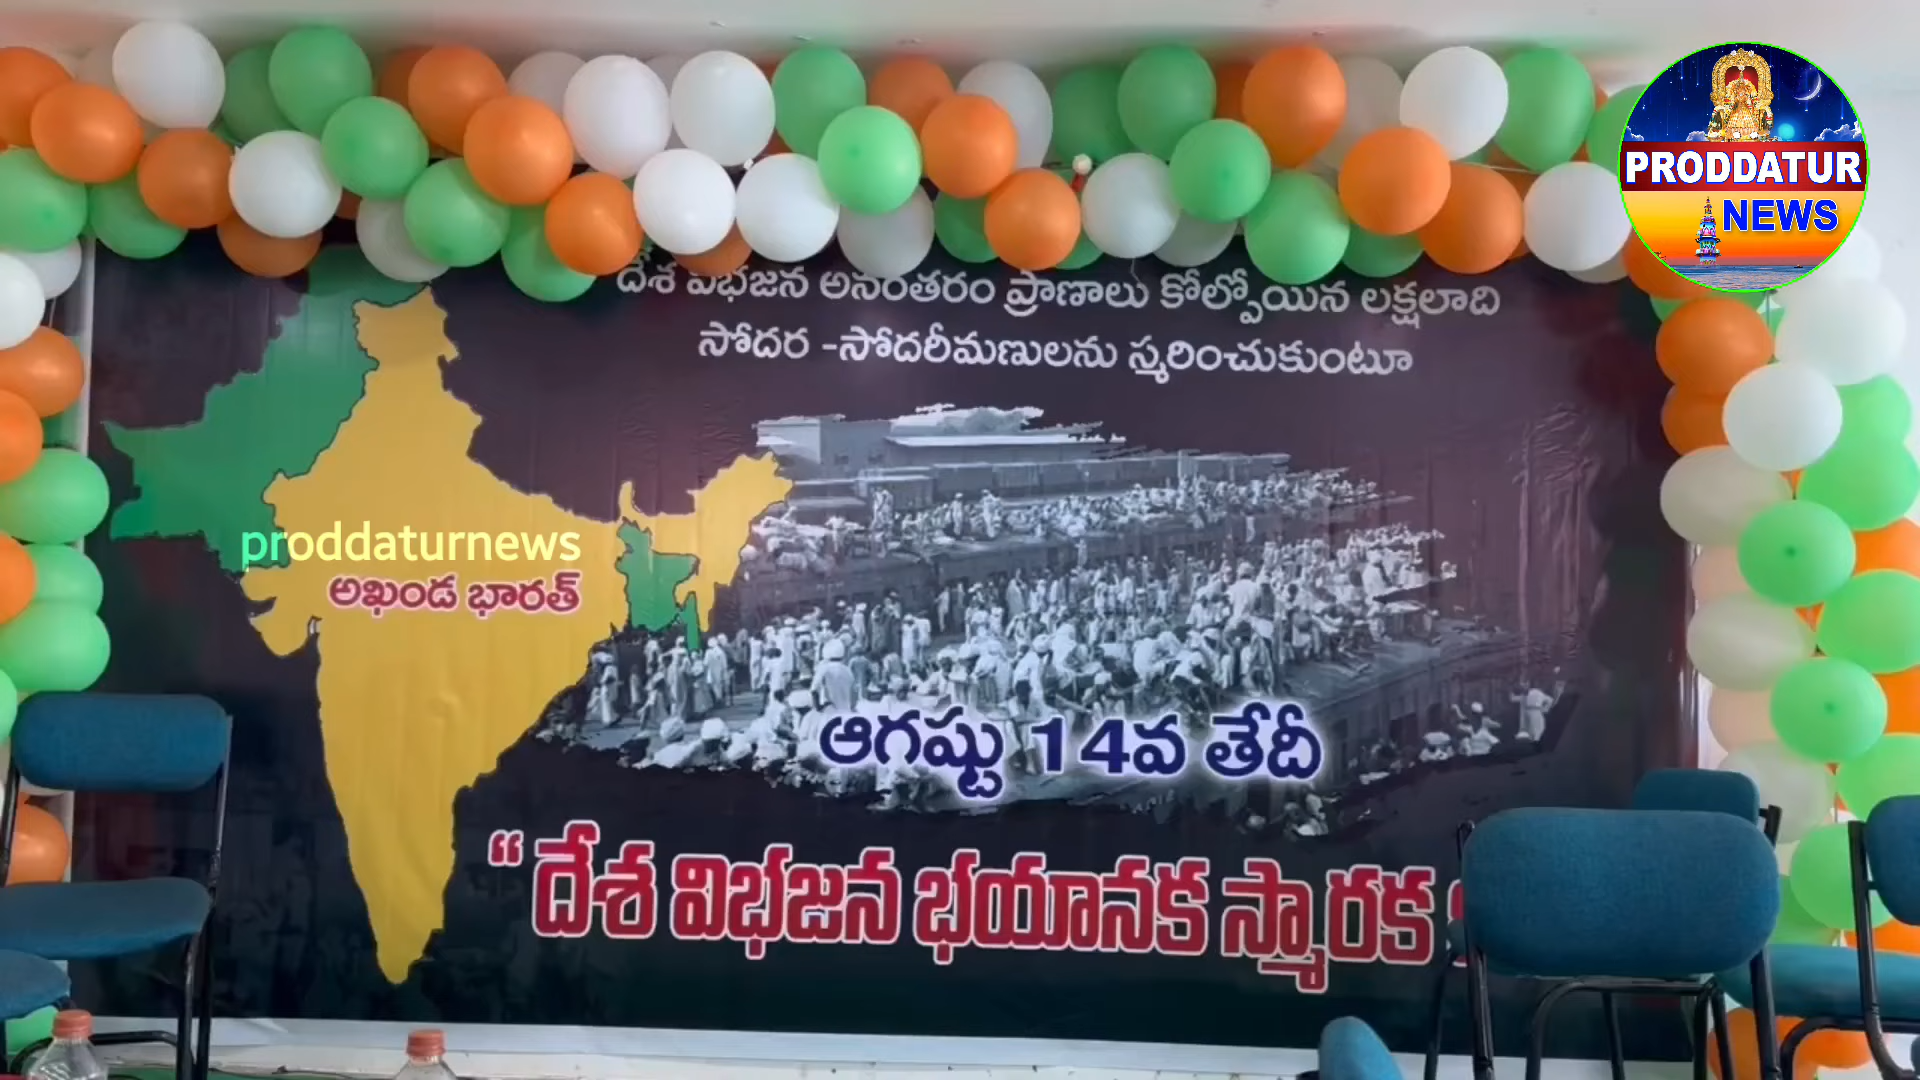 PRODDATUR
NEWS
దేశ విభజన అనంతరం ప్రాణాలు కోల్పోయిన లక్షలాది
సోదర -సోదరీమణులను స్మరించుకుంటూ
proddaturnews
అఖండ భారత్
ఆగష్టు 14వ తేదీ
“ దేశ విభజన భయానక స్మారక